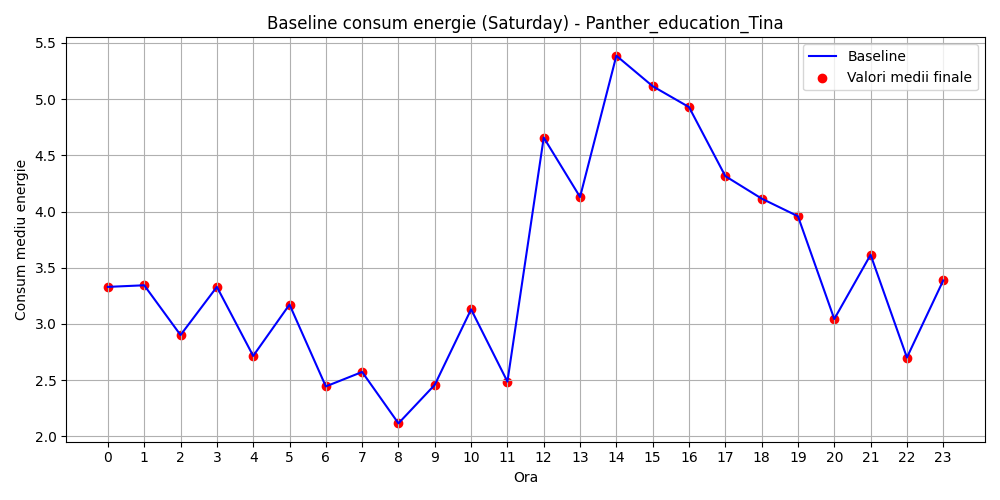 Baseline consum energie (Saturday) - Panther_education_Tina
Baseline
Valori medii finale
Consum mediu energie
5.5
5.0
4.5
4.0
3.5
3.0
2.5
2.0
0 1 2 3 4 5 6 7 8 9 10 11 12 13 14 15 16 17 18 19 20 21 22 23
Ora